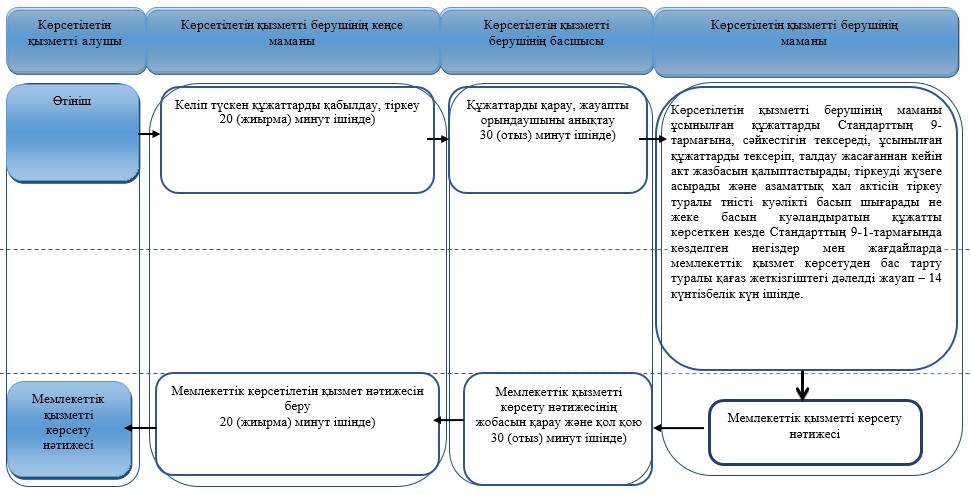 Көрсетілетін
қызметті алушы
Көрсетілетін қызметті берушінің кеңсе
маманы
Көрсетілетін қызметті
берушінің басшысы
Көрсетілетін қызметті берушінің
маманы
Өтініш
Келіп түскен құжаттарды қабылдау, тіркеу
20 (жиырма) минут ішінде)
Құжаттарды қарау, жауапты
орындаушыны анықтау
30 (отыз) минут ішінде)
Көрсетілетін қызметті берушінің маманы
ұсынылған құжаттарды Стандарттың 9-
тармағына, сәйкестігін тексереді, ұсынылған
құжаттарды тексеріп, талдау жасағаннан кейін
акт жазбасын қалыптастырады, тіркеуді жүзеге
асырады және азаматтық хал актісін тіркеу
туралы тиісті куәлікті басып шығарады не
жеке басын куәландыратын құжатты
көрсеткен кезде Стандарттың 9-1-тармағында
көзделген негіздер мен жағдайларда
мемлекеттік қызмет көрсетуден бас тарту
туралы қағаз жеткізгіштегі дәлелді жауап – 14
күнтізбелік күн ішінде.
Мемлекеттік
қызметті
көрсету
нәтижесі
Мемлекеттік көрсетілетін қызмет нәтижесін
беру
20 (жиырма) минут ішінде)
Мемлекеттік қызметті
көрсету нәтижесінің
жобасын қарау және қол қою
30 (отыз) минут ішінде)
Мемлекеттік қызметті көрсету
нәтижесі